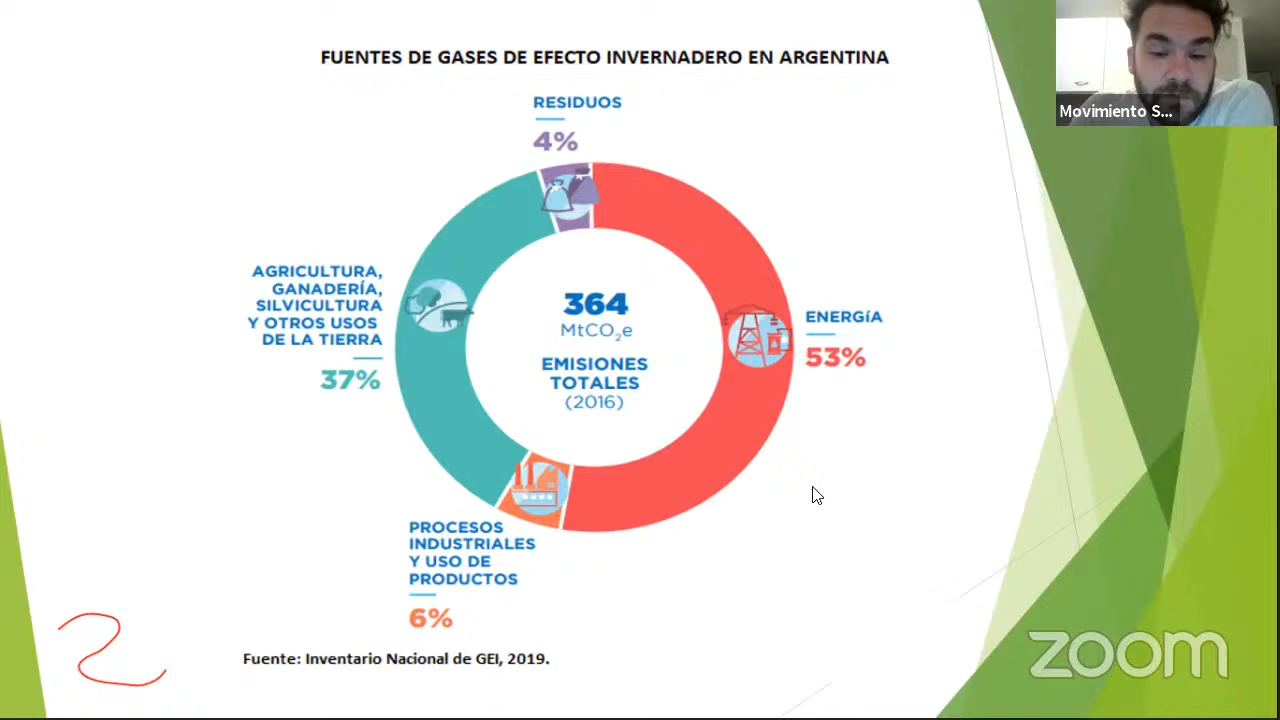 FUENTES DE GASES DE EFECTO INVERNADERO EN ARGENTINA
Movimiento S...
RESIDUOS
4%
AGRICULTURA,
GANADERÍA,
SILVICULTURA
Y OTROS USOS
DE LA TIERRA
37%
364
MtCO₂e
EMISIONES
TOTALES
(2016)
ENERGíA
53%
PROCESOS
INDUSTRIALES
Y USO DE
PRODUCTOS
6%
Fuente: Inventario Nacional de GEI, 2019.
zoom